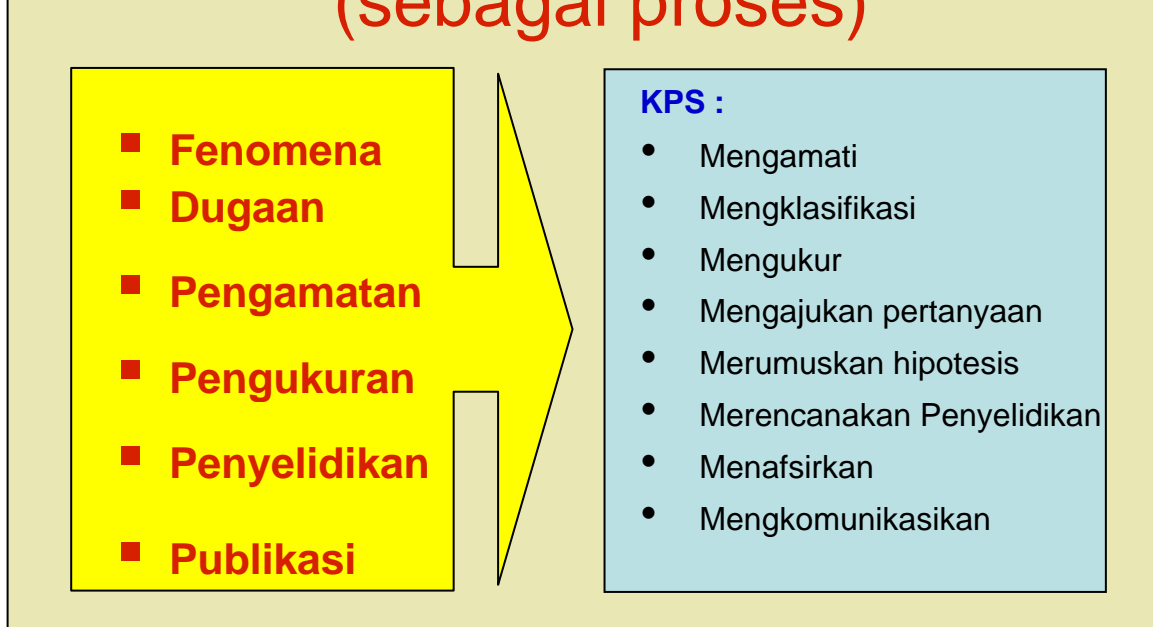 (sebagai proses)
Fenomena
Dugaan
Pengamatan
Pengukuran
Penyelidikan
Publikasi
KPS :
Mengamati
Mengklasifikasi
Mengukur
Mengajukan pertanyaan
Merumuskan hipotesis
Merencanakan Penyelidikan
Menafsirkan
Mengkomunikasikan